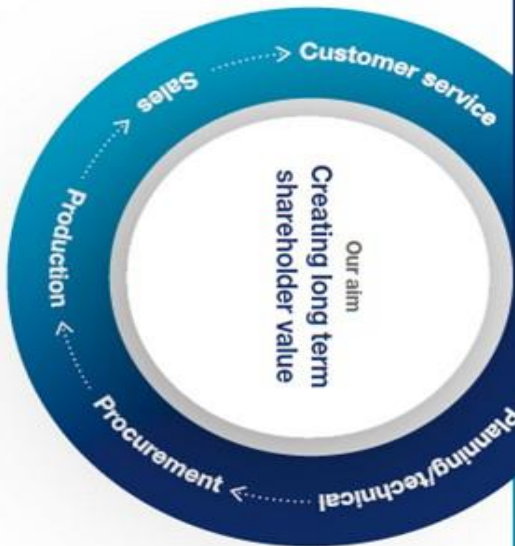 Our aim
Creating long term
shareholder value
Planning/technical
Procurement
Production
Sales
Customer service